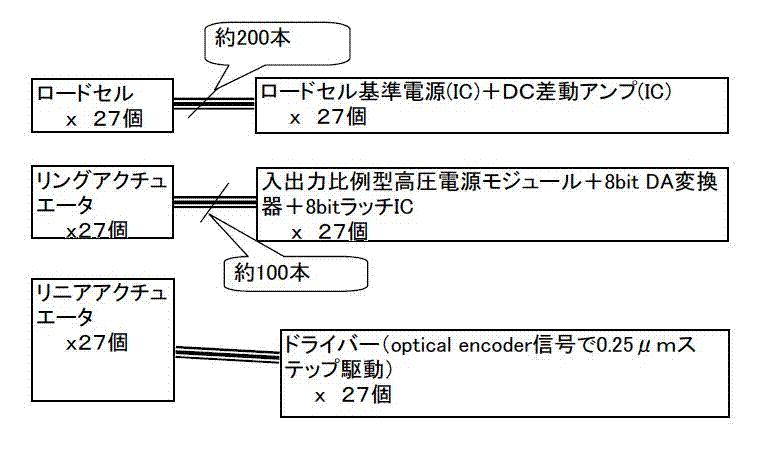 約200本
ロードセル
x 27個
ロードセル基準電源(IC)+DC差動アンプ(IC)
x 27個
リングアクチュ
エータ
x27個
入出力比例型高圧電源モジュール+8bit DA変換
器+8bitラッチIC
x 27個
約100本
リニアアクチュ
エータ
x27個
ドライバー(optical encoder信号で0.25μmス
テップ駆動)
x 27個